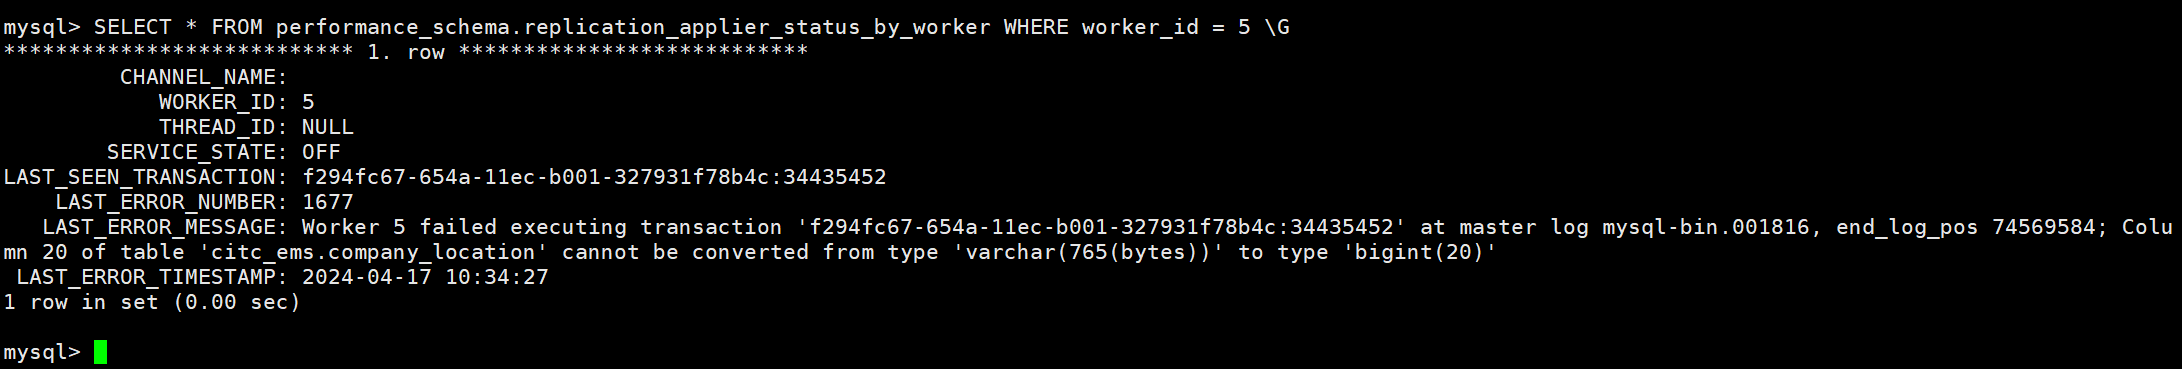 mysql> SELECT * FROM performance_schema.replication_applier_status_by_worker WHERE worker_id = 5 \G
*************************** 1. row ***************************
         CHANNEL_NAME:
            WORKER_ID: 5
            THREAD_ID: NULL
        SERVICE_STATE: OFF
LAST_SEEN_TRANSACTION: f294fc67-654a-11ec-b001-327931f78b4c:34435452
    LAST_ERROR_NUMBER: 1677
   LAST_ERROR_MESSAGE: Worker 5 failed executing transaction 'f294fc67-654a-11ec-b001-327931f78b4c:34435452' at master log mysql-bin.001816, end_log_pos 74569584; Colu
mn 20 of table 'citc_ems.company_location' cannot be converted from type 'varchar(765(bytes))' to type 'bigint(20)'
 LAST_ERROR_TIMESTAMP: 2024-04-17 10:34:27
1 row in set (0.00 sec)
mysql>